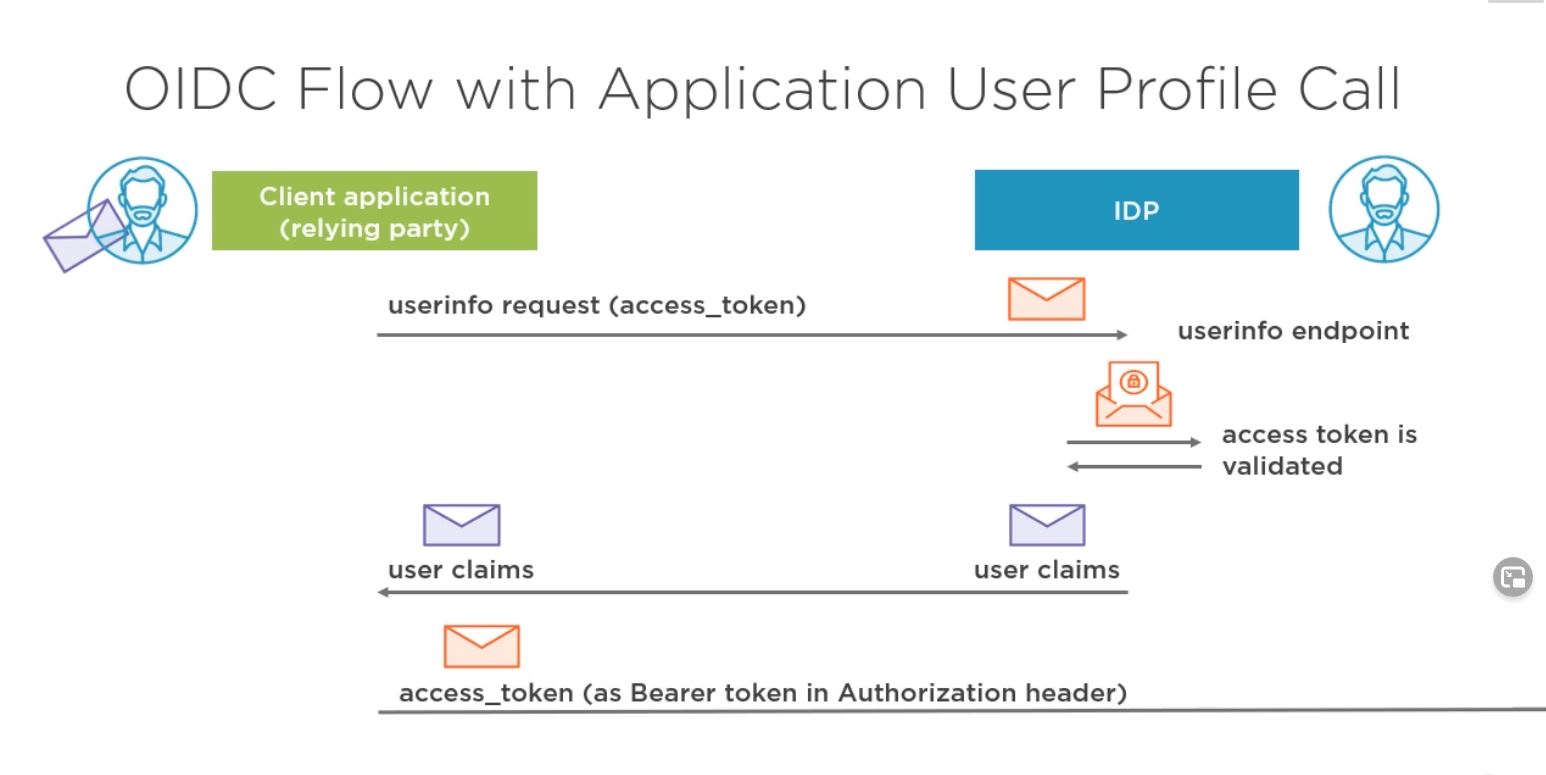 OIDC Flow with Application User Profile Call
Client application
(relying party)
IDP
userinfo request (access_token)
userinfo endpoint
access token is
validated
user claims
user claims
access_token (as Bearer token in Authorization header)